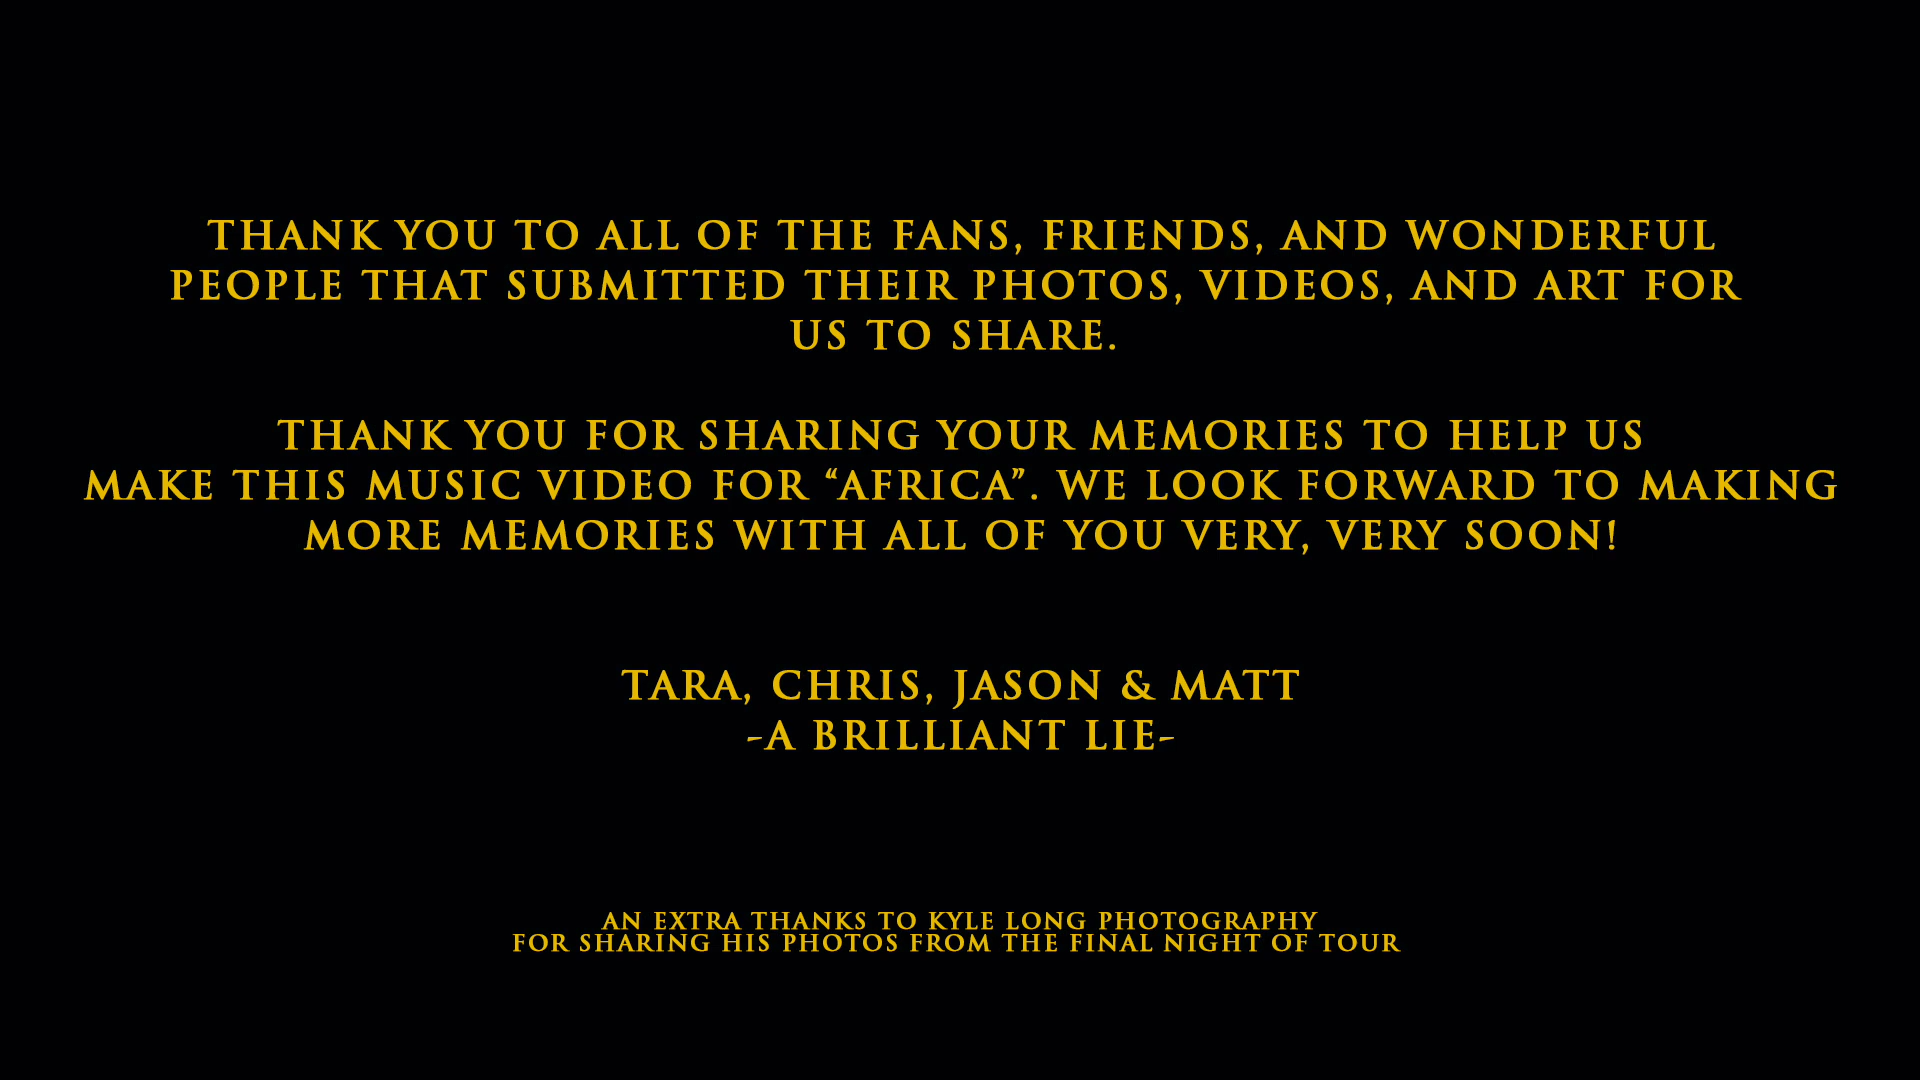 THANK YOU TO ALL OF THE FANS, FRIENDS, AND WONDERFUL
PEOPLE THAT SUBMITTED THEIR PHOTOS, VIDEOS, AND ART FOR
US TO SHARE.
THANK YOU FOR SHARING YOUR MEMORIES TO HELP US
MAKE THIS MUSIC VIDEO FOR “AFRICA”. WE LOOK FORWARD TO MAKING
MORE MEMORIES WITH ALL OF YOU VERY, VERY SOON!
TARA, CHRIS, JASON & MATT
-A BRILLIANT LIE-
AN EXTRA THANKS TO KYLE LONG PHOTOGRAPHY
FOR SHARING HIS PHOTOS FROM THE FINAL NIGHT OF TOUR